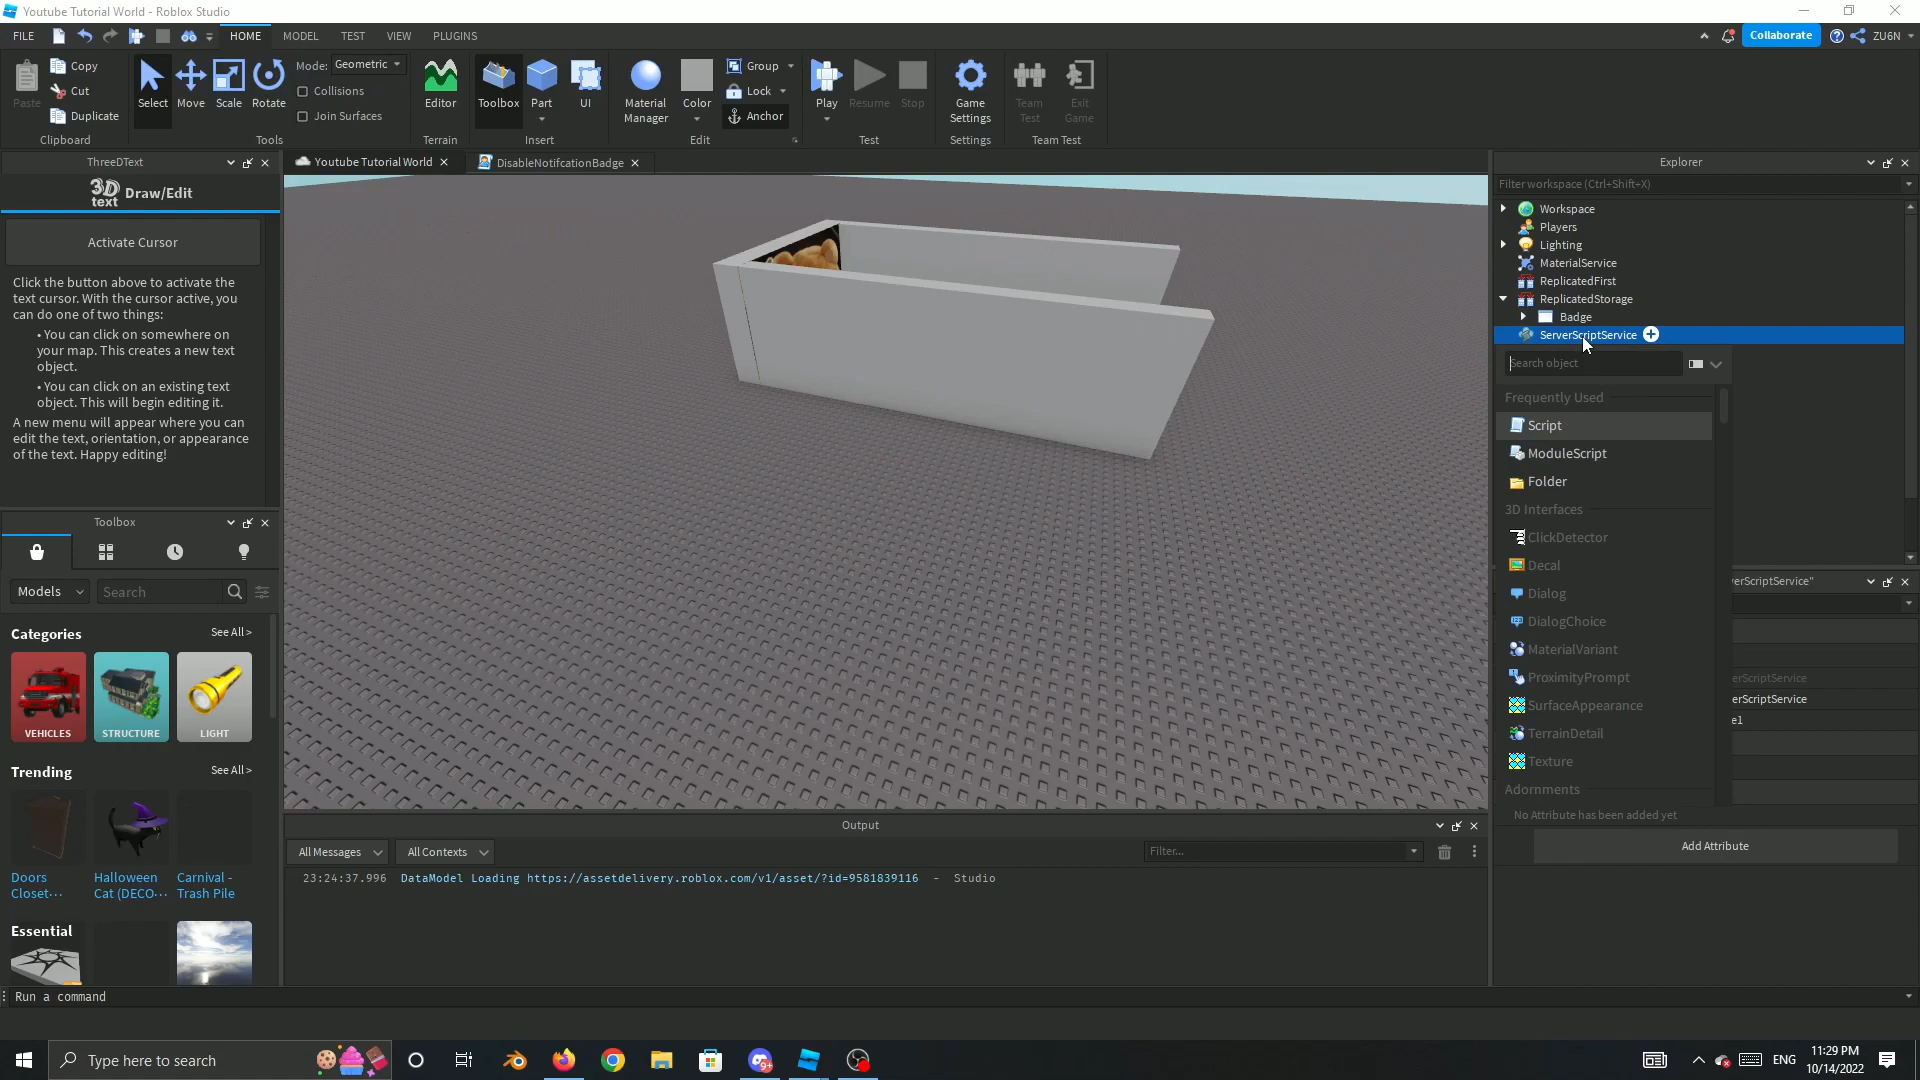 Youtube Tutorial World - Roblox Studio
FILE HOME MODEL TEST VIEW PLUGINS Collaborate ZU6N
Paste Copy Cut Duplicate Clipboard
Select Move Scale Rotate Mode: Geometric Collisions Join Surfaces Tools
Editor Terrain
Toolbox Part UI Insert
Material Manager Color Group Lock Anchor Edit
Play Resume Stop Test
Game Settings Settings
Team Test Exit Game Team Test
ThreeDText
3D text Draw/Edit
Activate Cursor
Click the button above to activate the
text cursor. With the cursor active, you
can do one of two things:
• You can click on somewhere on
your map. This creates a new text
object.
• You can click on an existing text
object. This will begin editing it.
A new menu will appear where you can
edit the text, orientation, or appearance
of the text. Happy editing!
Toolbox
Models Search
Categories See All >
VEHICLES STRUCTURE LIGHT
Trending See All >
Doors Closet... Halloween Cat (DECO... Carnival - Trash Pile
Essential
Youtube Tutorial World DisableNotifcationBadge
Output
All Messages All Contexts Filter...
23:24:37.996 DataModel Loading https://assetdelivery.roblox.com/v1/asset/?id=9581839116 - Studio
Explorer
Filter workspace (Ctrl+Shift+X)
Workspace
Players
Lighting
MaterialService
ReplicatedFirst
ReplicatedStorage
Badge
ServerScriptService
Search object
Frequently Used
Script
ModuleScript
Folder
3D Interfaces
ClickDetector
Decal
Dialog
DialogChoice
MaterialVariant
ProximityPrompt
SurfaceAppearance
TerrainDetail
Texture
Adornments
erScriptService"
erScriptService
erScriptService
e1
No Attribute has been added yet
Add Attribute
Run a command
Type here to search
9+
ENG 11:29 PM
10/14/2022